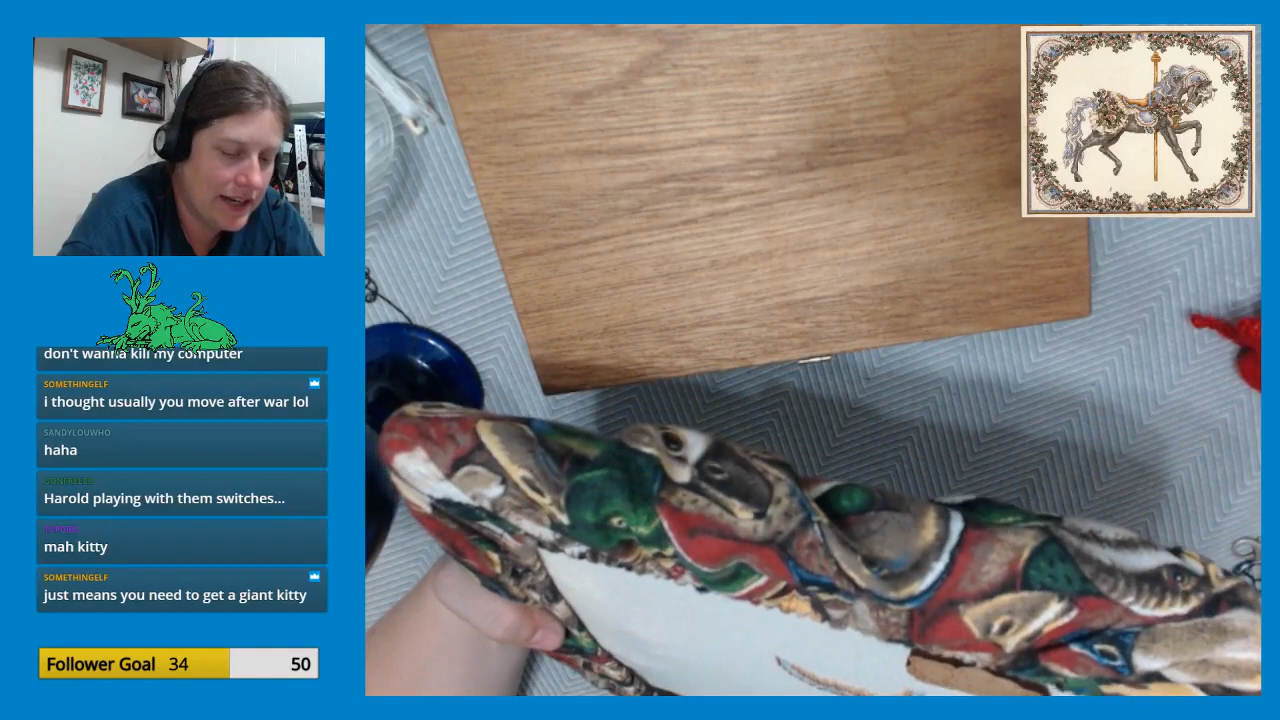 don't wanna kill my computer
SOMETHINGELF
i thought usually you move after war lol
SANDYLOUWHO
haha
Harold playing with them switches...
mah kitty
SOMETHINGELF
just means you need to get a giant kitty
Follower Goal 34 50